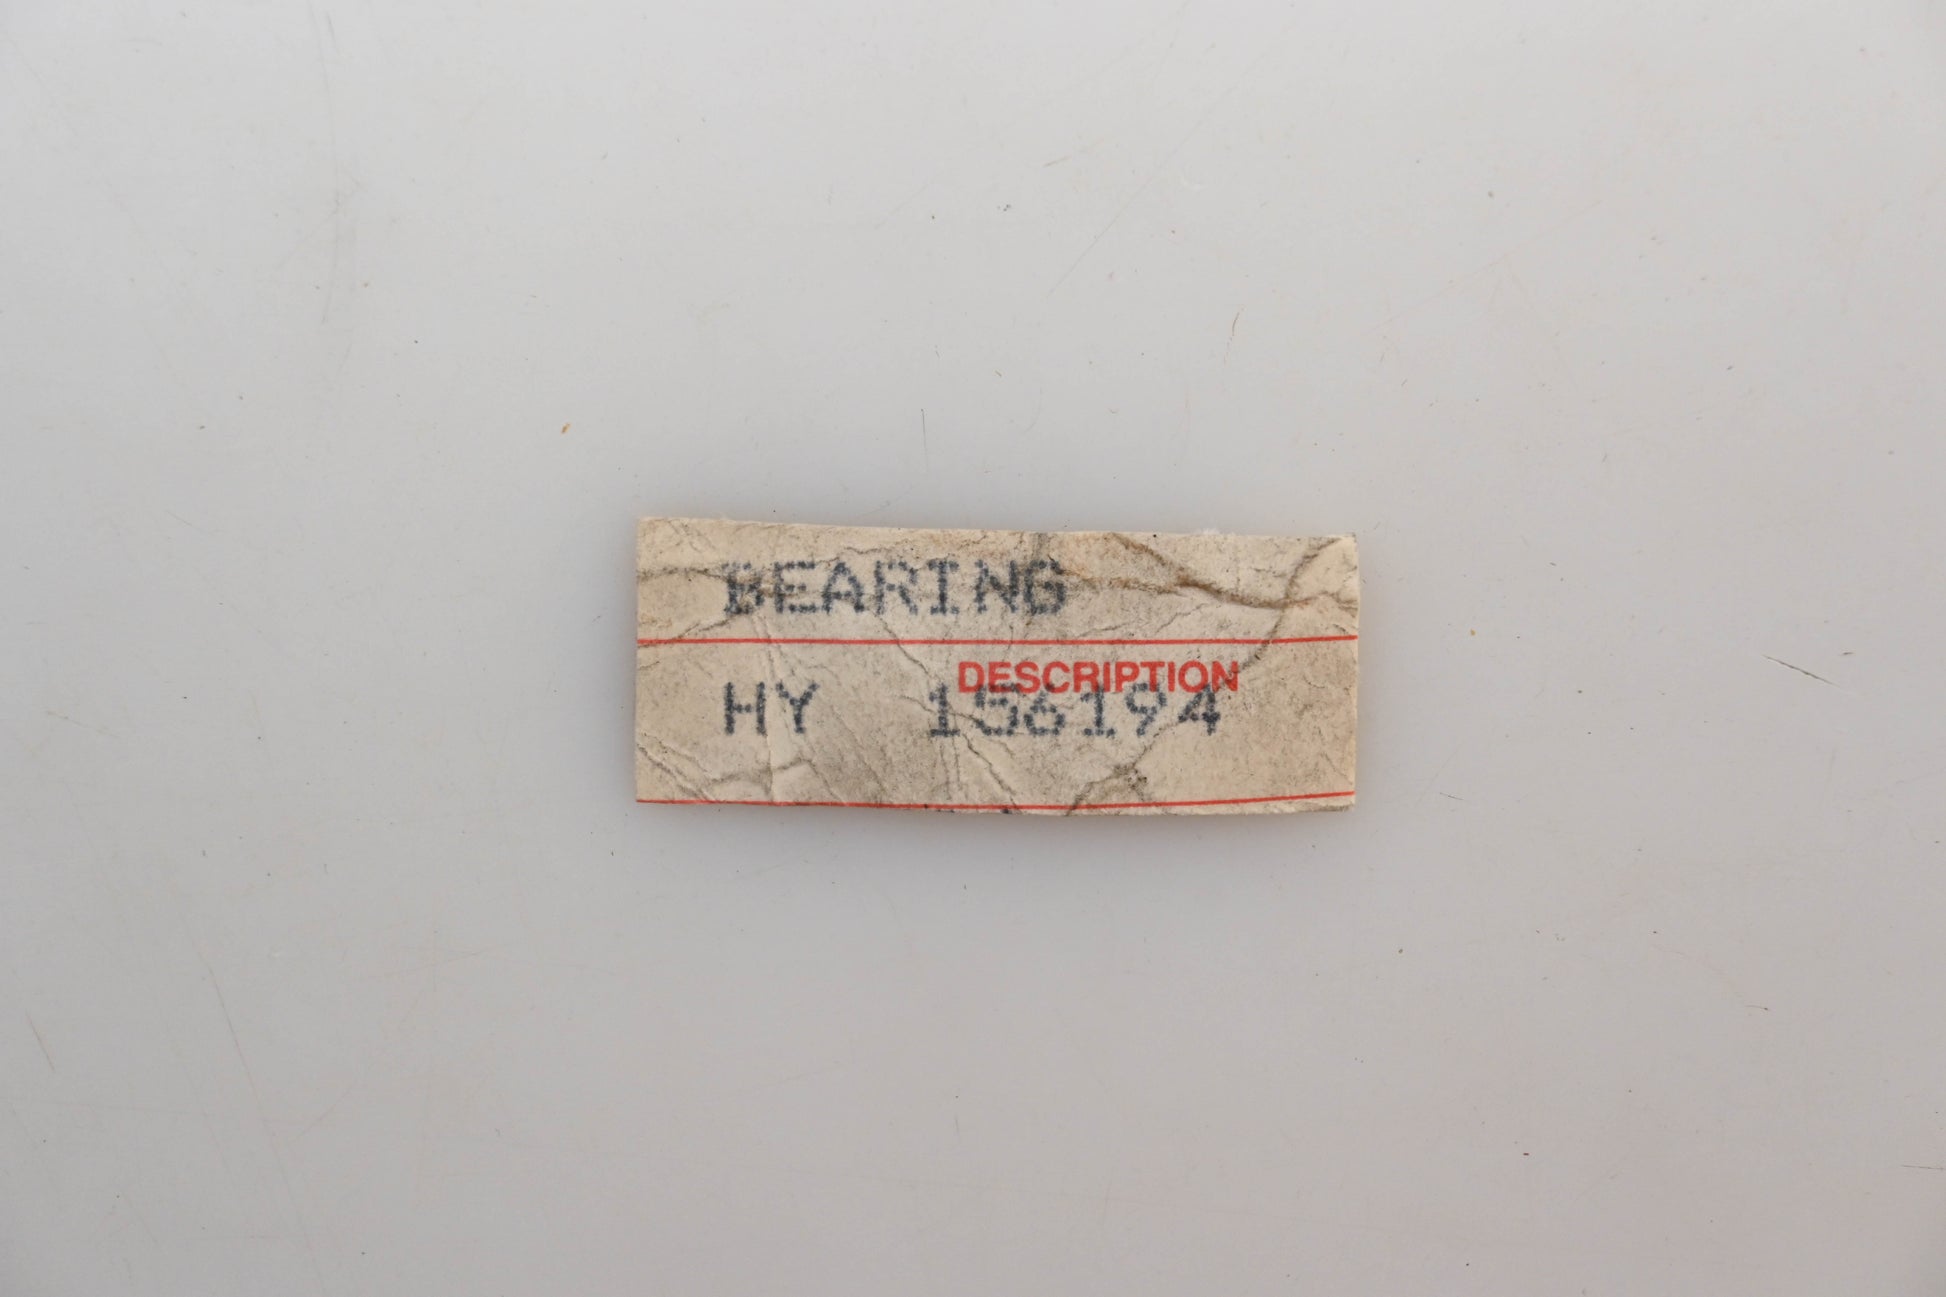 BEARING
DESCRIPTION
HY 156194